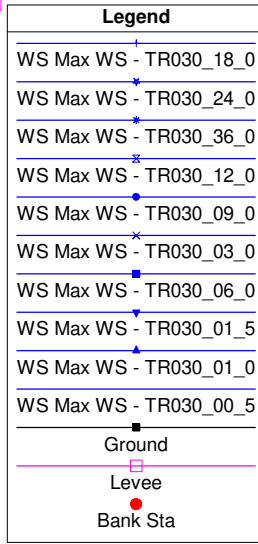 Legend
WS Max WS - TR030_18_0
WS Max WS - TR030_24_0
WS Max WS - TR030_36_0
WS Max WS - TR030_12_0
WS Max WS - TR030_09_0
WS Max WS - TR030_03_0
WS Max WS - TR030_06_0
WS Max WS - TR030_01_5
WS Max WS - TR030_01_0
WS Max WS - TR030_00_5
Ground
Levee
Bank Sta